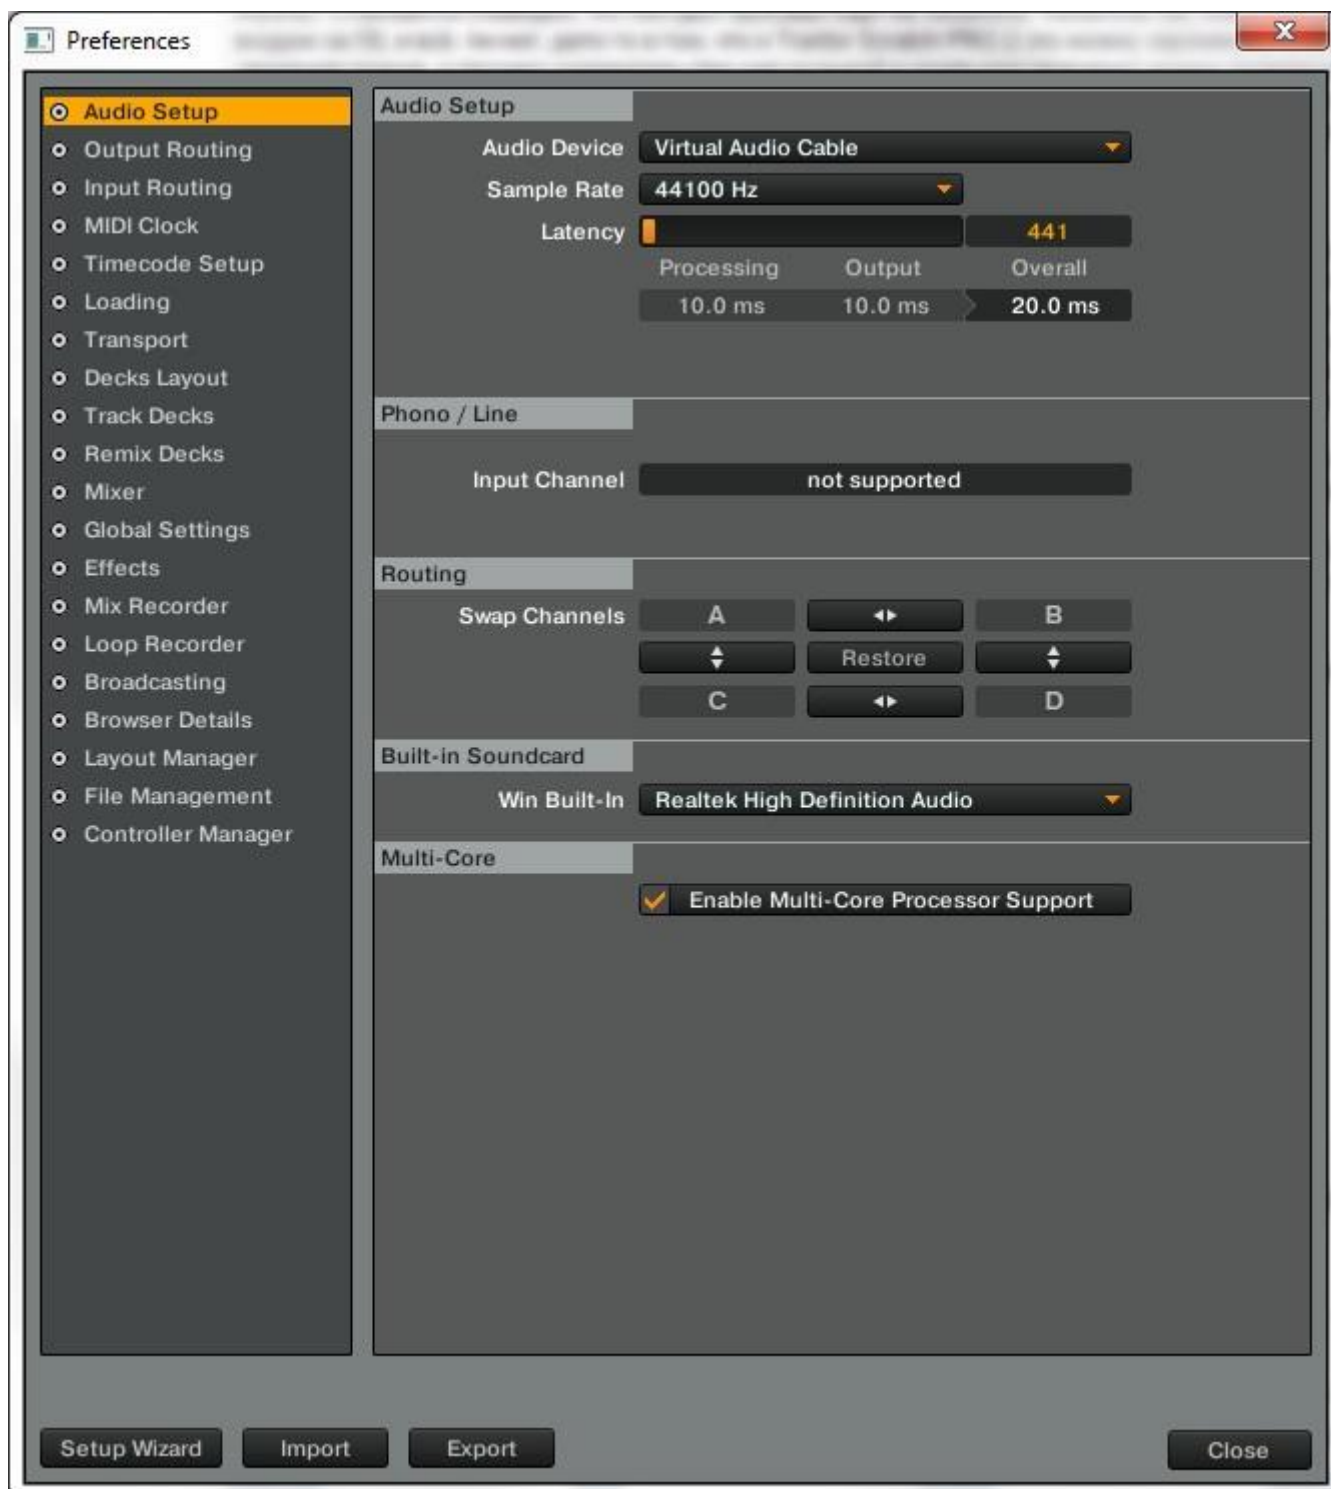 Preferences
Audio Setup
Output Routing
Input Routing
MIDI Clock
Timecode Setup
Loading
Transport
Decks Layout
Track Decks
Remix Decks
Mixer
Global Settings
Effects
Mix Recorder
Loop Recorder
Broadcasting
Browser Details
Layout Manager
File Management
Controller Manager
Audio Setup
Audio Device Virtual Audio Cable
Sample Rate 44100 Hz
Latency 441
Processing Output Overall
10.0 ms 10.0 ms 20.0 ms
Phono / Line
Input Channel not supported
Routing
Swap Channels A B
Restore
C D
Built-in Soundcard
Win Built-In Realtek High Definition Audio
Multi-Core
Enable Multi-Core Processor Support
Setup Wizard Import Export Close